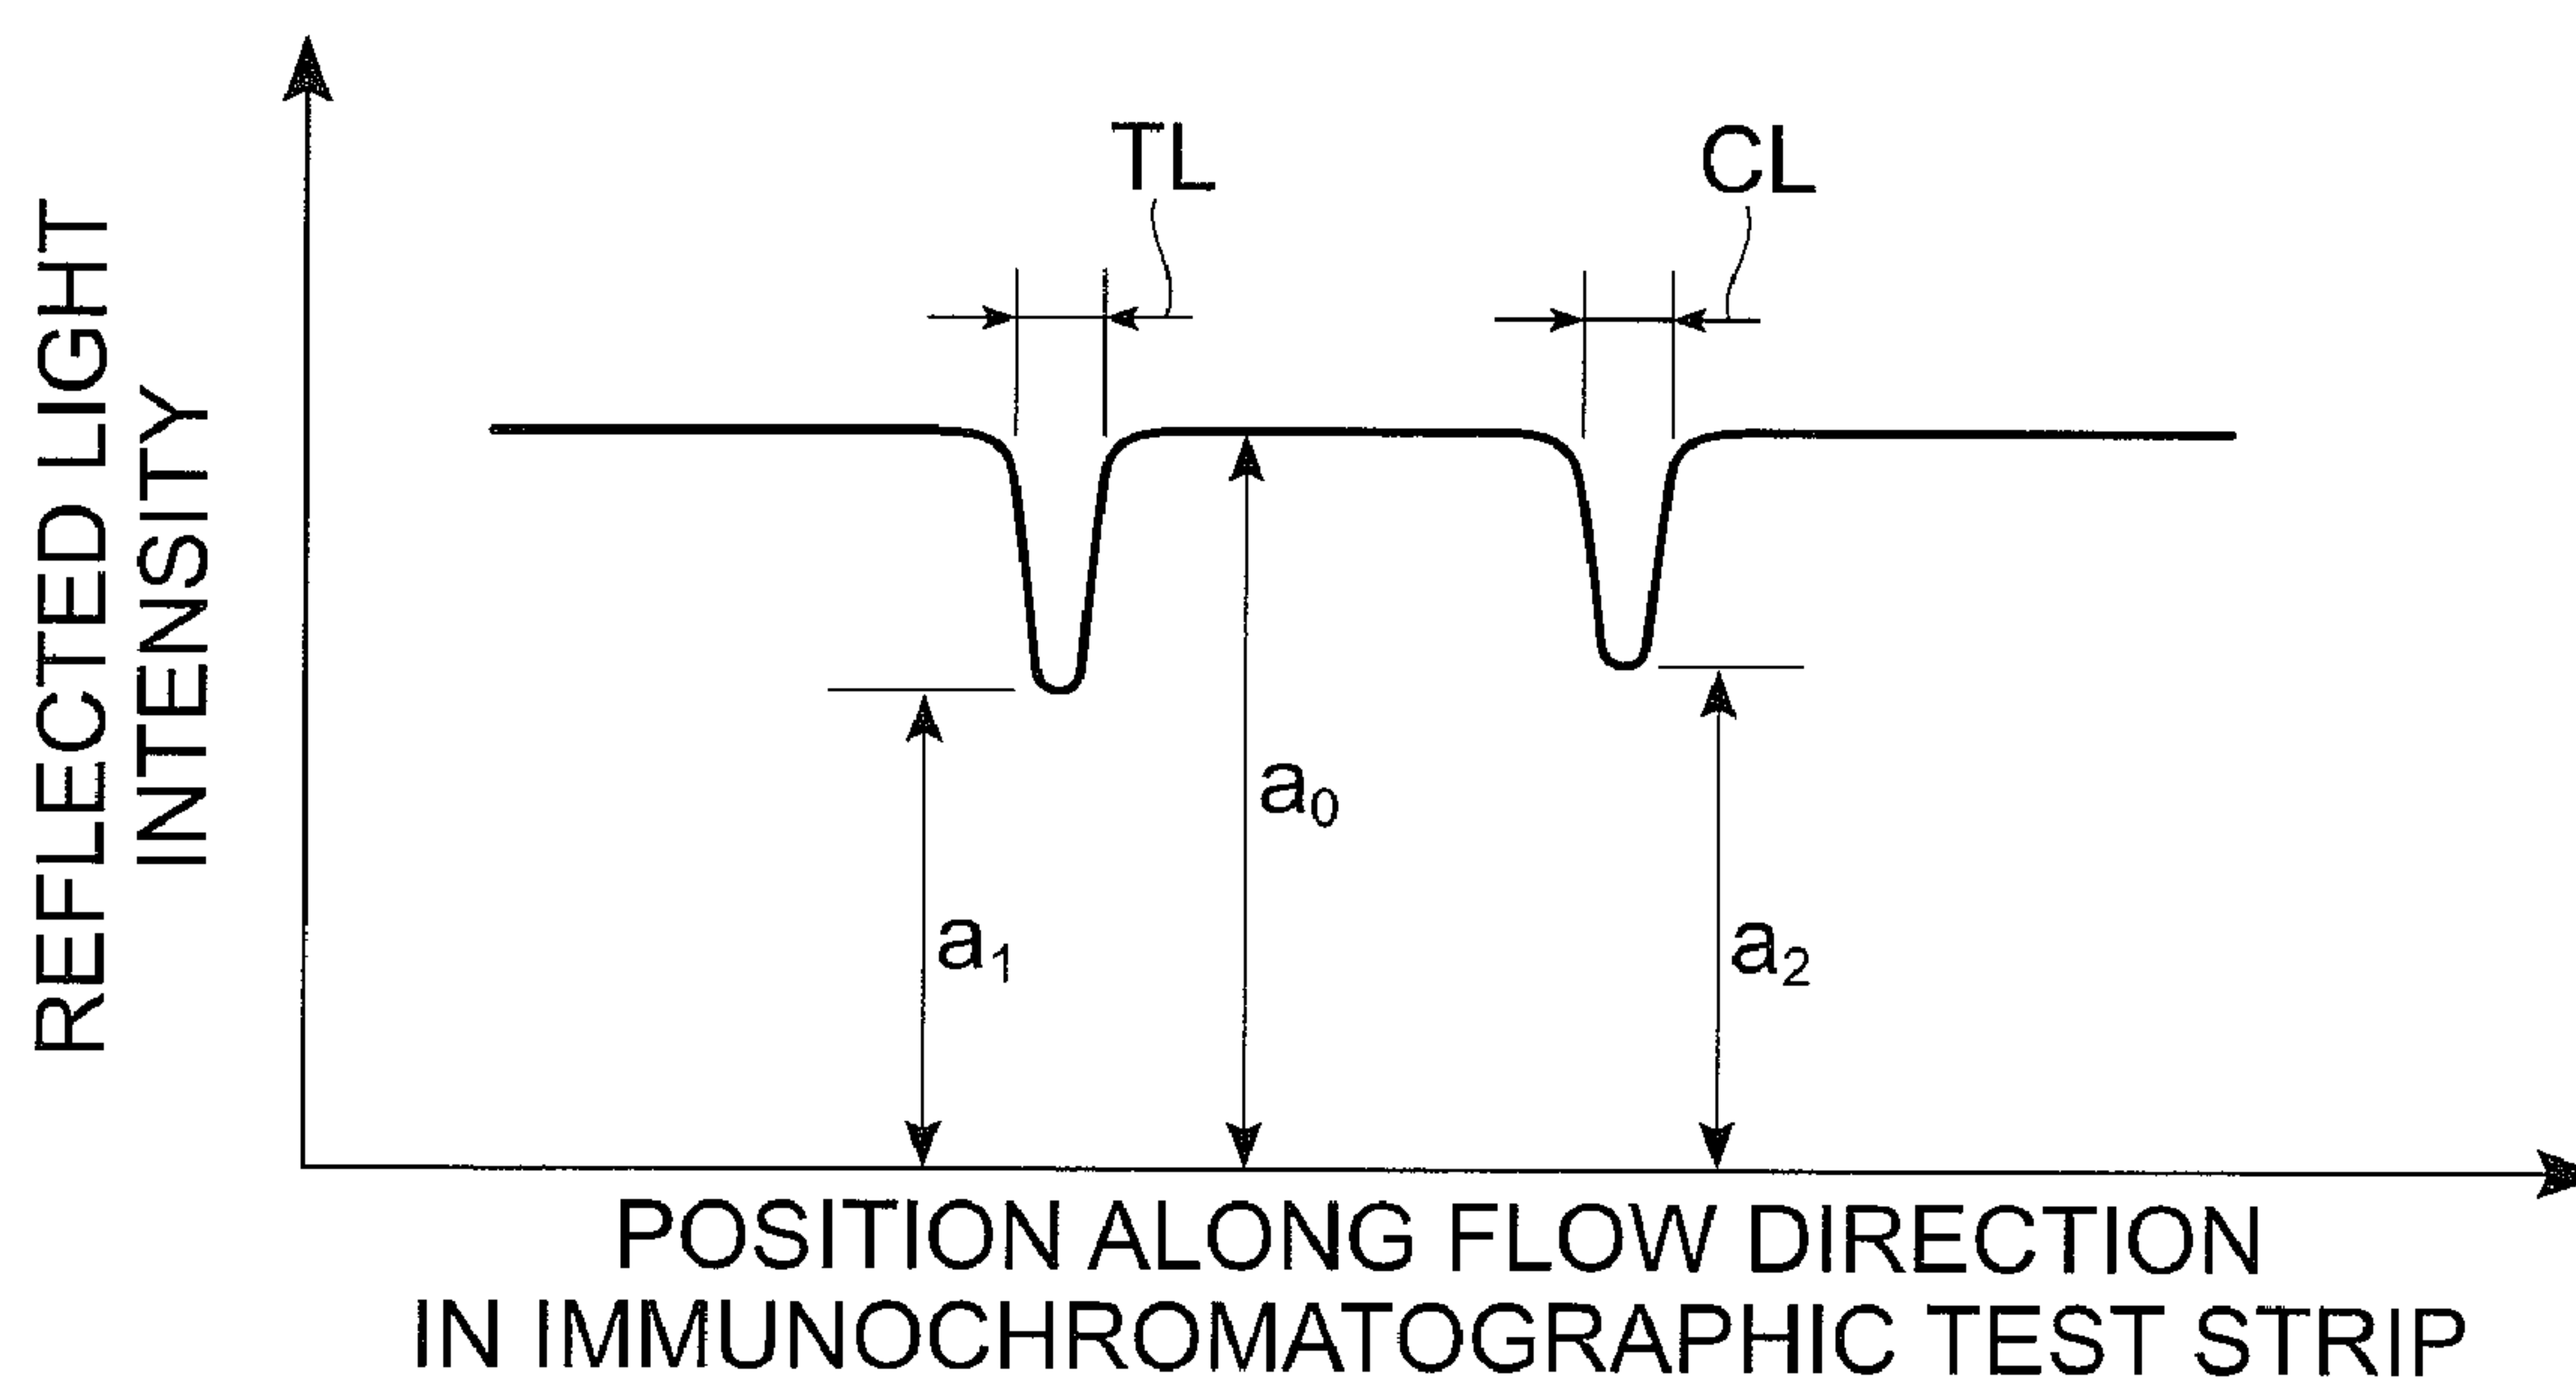 REFLECTED LIGHT
INTENSITY
TL
CL
a₀
a₁
a₂
POSITION ALONG FLOW DIRECTION
IN IMMUNOCHROMATOGRAPHIC TEST STRIP